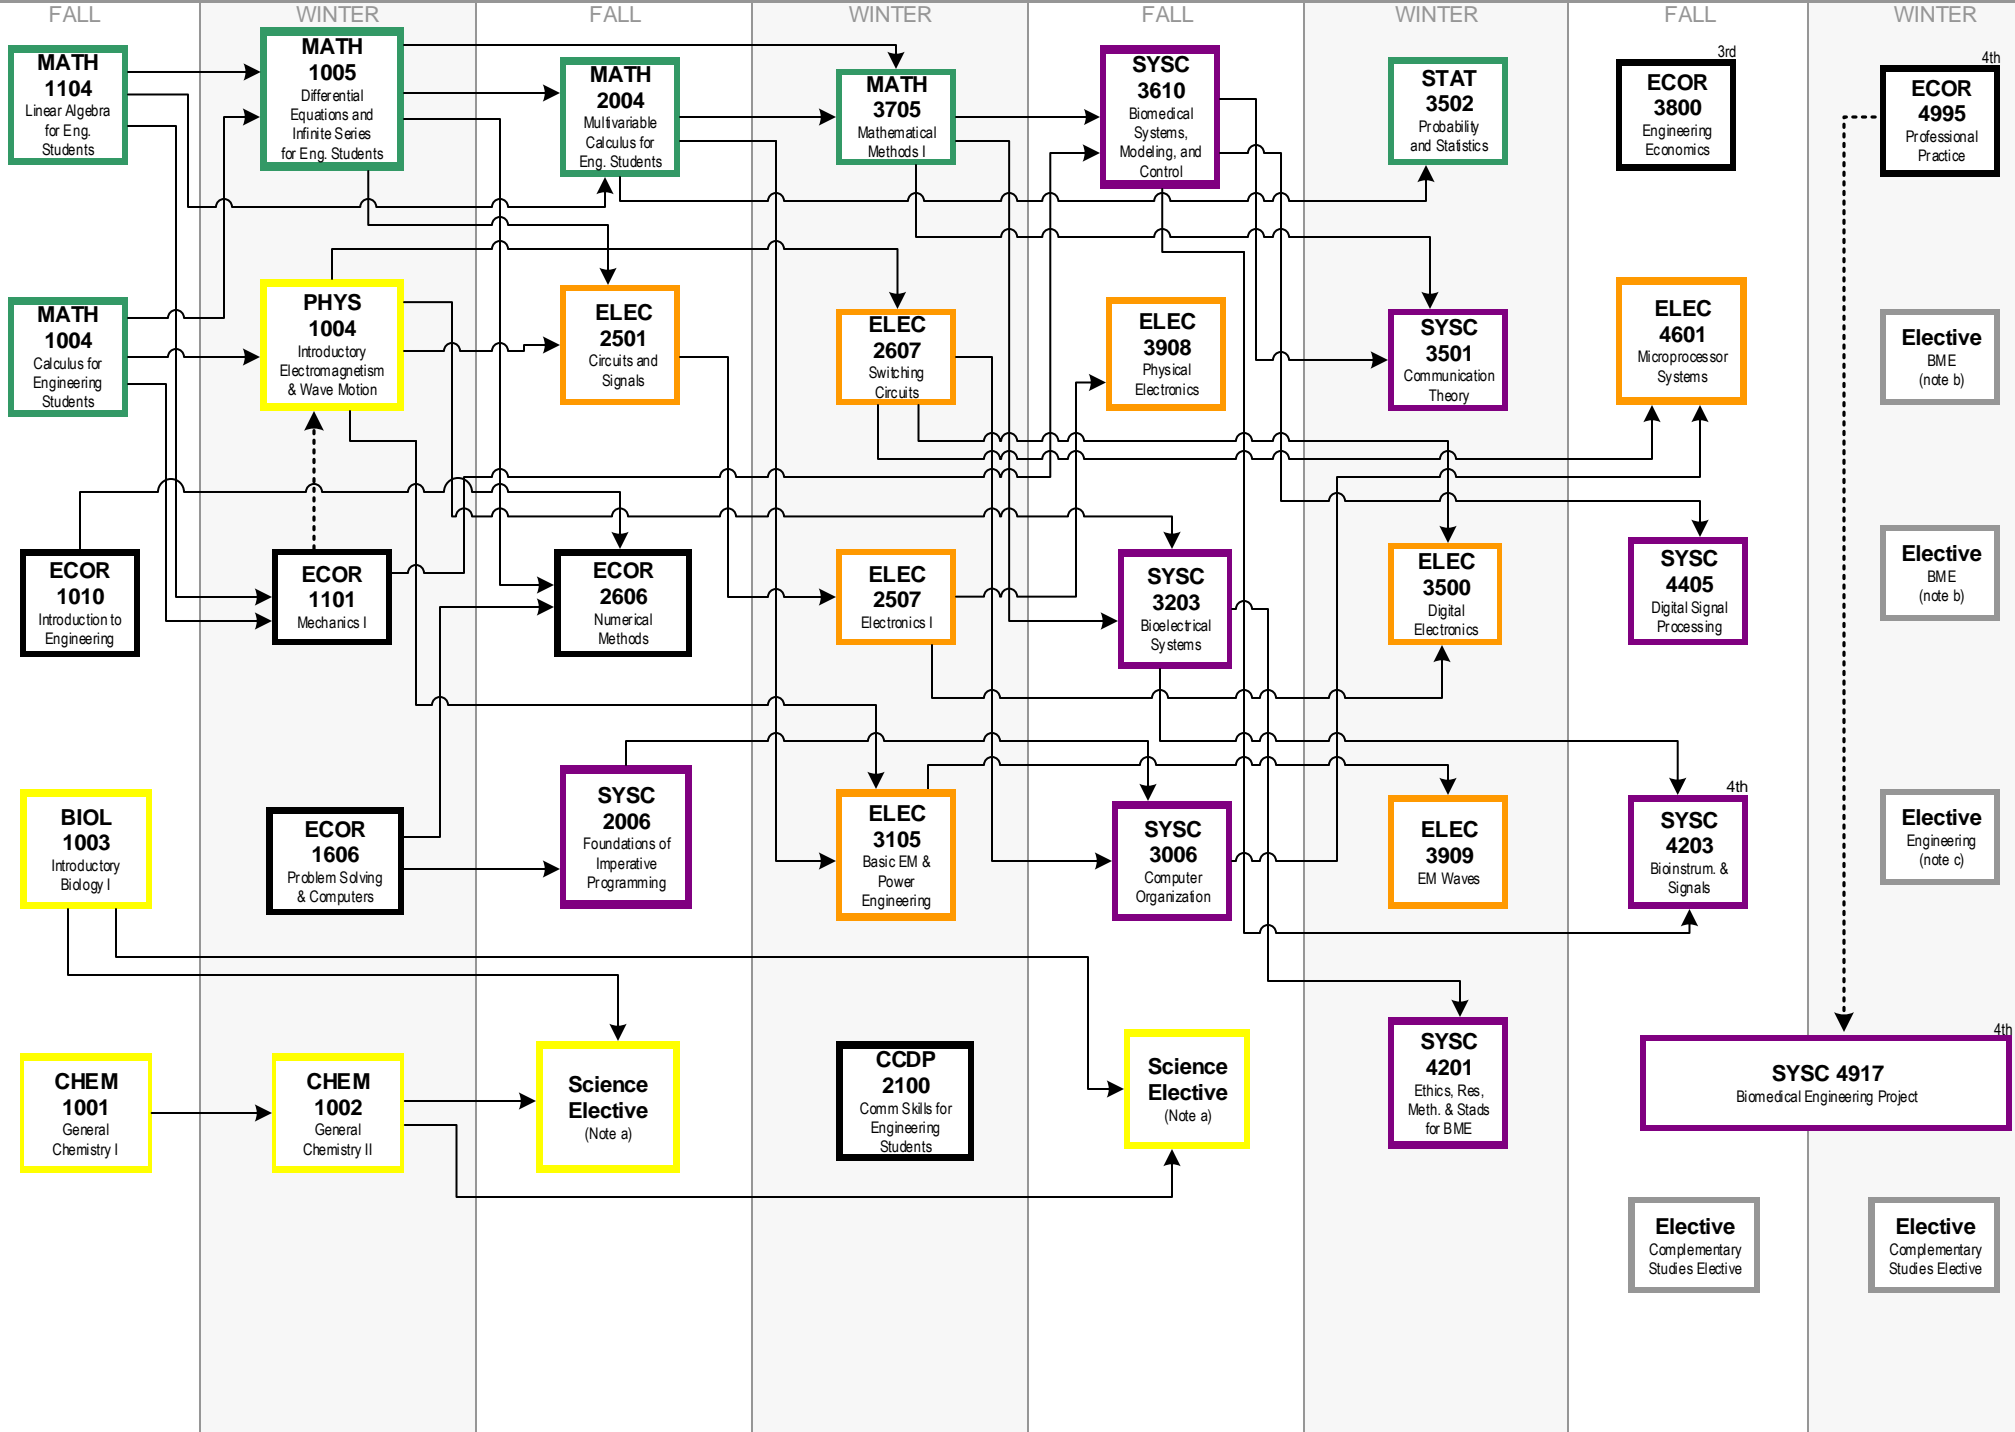 FALL
WINTER
FALL
WINTER
FALL
WINTER
FALL
WINTER
MATH
1104
Linear Algebra
for Eng.
Students
MATH
1004
Calculus for
Engineering
Students
ECOR
1010
Introduction to
Engineering
BIOL
1003
Introductory
Biology I
CHEM
1001
General
Chemistry I
MATH
1005
Differential
Equations and
Infinite Series
for Eng. Students
PHYS
1004
Introductory
Electromagnetism
& Wave Motion
ECOR
1101
Mechanics I
ECOR
1606
Problem Solving
& Computers
CHEM
1002
General
Chemistry II
MATH
2004
Multivariable
Calculus for
Eng. Students
ELEC
2501
Circuits and
Signals
ECOR
2606
Numerical
Methods
SYSC
2006
Foundations of
Imperative
Programming
Science
Elective
(Note a)
MATH
3705
Mathematical
Methods I
ELEC
2607
Switching
Circuits
ELEC
2507
Electronics I
ELEC
3105
Basic EM &
Power
Engineering
CCDP
2100
Comm Skills for
Engineering
Students
SYSC
3610
Biomedical
Systems,
Modeling, and
Control
ELEC
3908
Physical
Electronics
SYSC
3203
Bioelectrical
Systems
SYSC
3006
Computer
Organization
Science
Elective
(Note a)
STAT
3502
Probability
and Statistics
SYSC
3501
Communication
Theory
ELEC
3500
Digital
Electronics
ELEC
3909
EM Waves
SYSC
4201
Ethics, Res,
Meth. & Stads
for BME
3rd
ECOR
3800
Engineering
Economics
ELEC
4601
Microprocessor
Systems
SYSC
4405
Digital Signal
Processing
4th
SYSC
4203
Bioinstrum. &
Signals
4th
SYSC 4917
Biomedical Engineering Project
Elective
Complementary
Studies Elective
4th
ECOR
4995
Professional
Practice
Elective
BME
(note b)
Elective
BME
(note b)
Elective
Engineering
(note c)
Elective
Complementary
Studies Elective